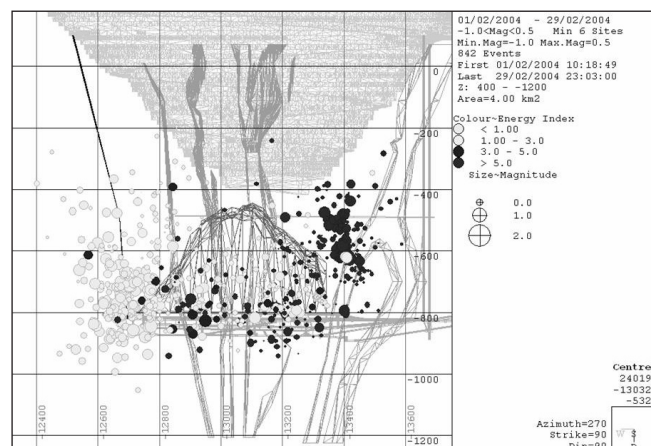 01/02/2004 - 29/02/2004
-1.0<Mag<0.5 Min 6 Sites
Min.Mag=-1.0 Max.Mag=0.5
842 Events
First 01/02/2004 10:18:49
Last 29/02/2004 23:03:00
Z: 400 - -1200
Area=4.00 km2
Colour~Energy Index
< 1.00
1.00 - 3.0
3.0 - 5.0
> 5.0
Size~Magnitude
0.0
1.0
2.0
0
-200
-400
-600
-800
-1000
-1200
12400
12600
12800
13000
13200
13400
13600
Centre
24019
-13032
-532
Azimuth=270
Strike=90
W